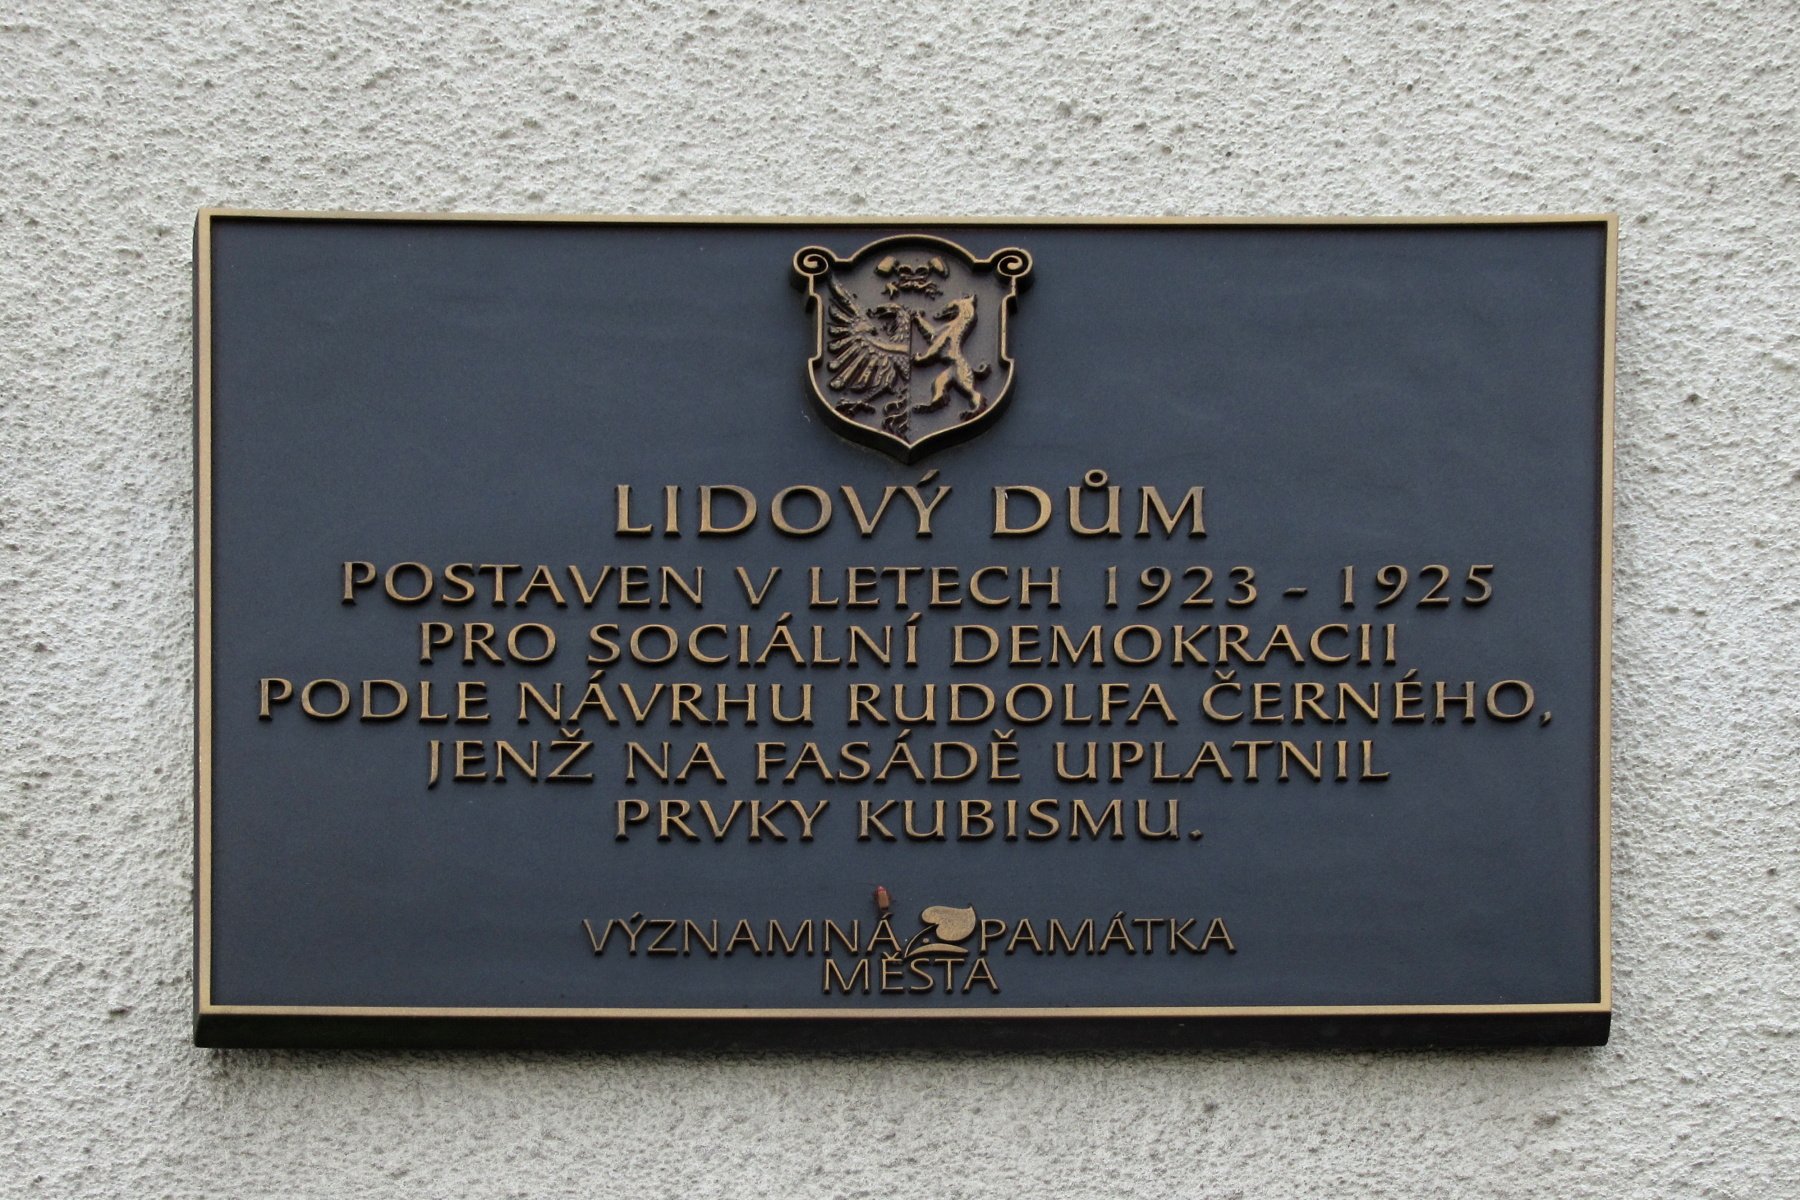 LIDOVÝ DŮM
POSTAVEN V LETECH 1923 - 1925
PRO SOCIÁLNÍ DEMOKRACII
PODLE NÁVRHU RUDOLFA ČERNÉHO,
JENŽ NA FASÁDĚ UPLATNIL
PRVKY KUBISMU.
VÝZNAMNÁ PAMÁTKA
MĚSTA